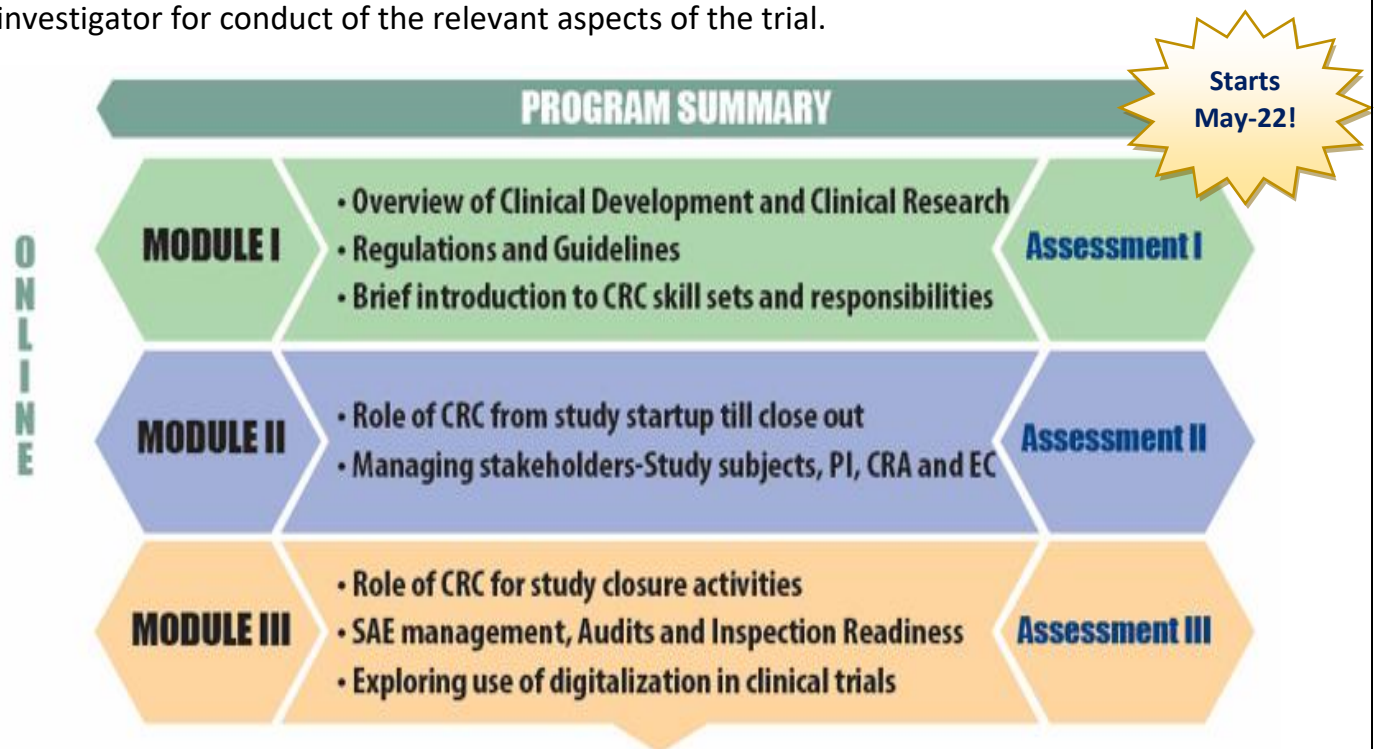 investigator for conduct of the relevant aspects of the trial.
Starts
May-22!
PROGRAM SUMMARY
ONLINE
MODULE I
• Overview of Clinical Development and Clinical Research
• Regulations and Guidelines
• Brief introduction to CRC skill sets and responsibilities
Assessment I
MODULE II
• Role of CRC from study startup till close out
• Managing stakeholders-Study subjects, PI, CRA and EC
Assessment II
MODULE III
• Role of CRC for study closure activities
• SAE management, Audits and Inspection Readiness
• Exploring use of digitalization in clinical trials
Assessment III